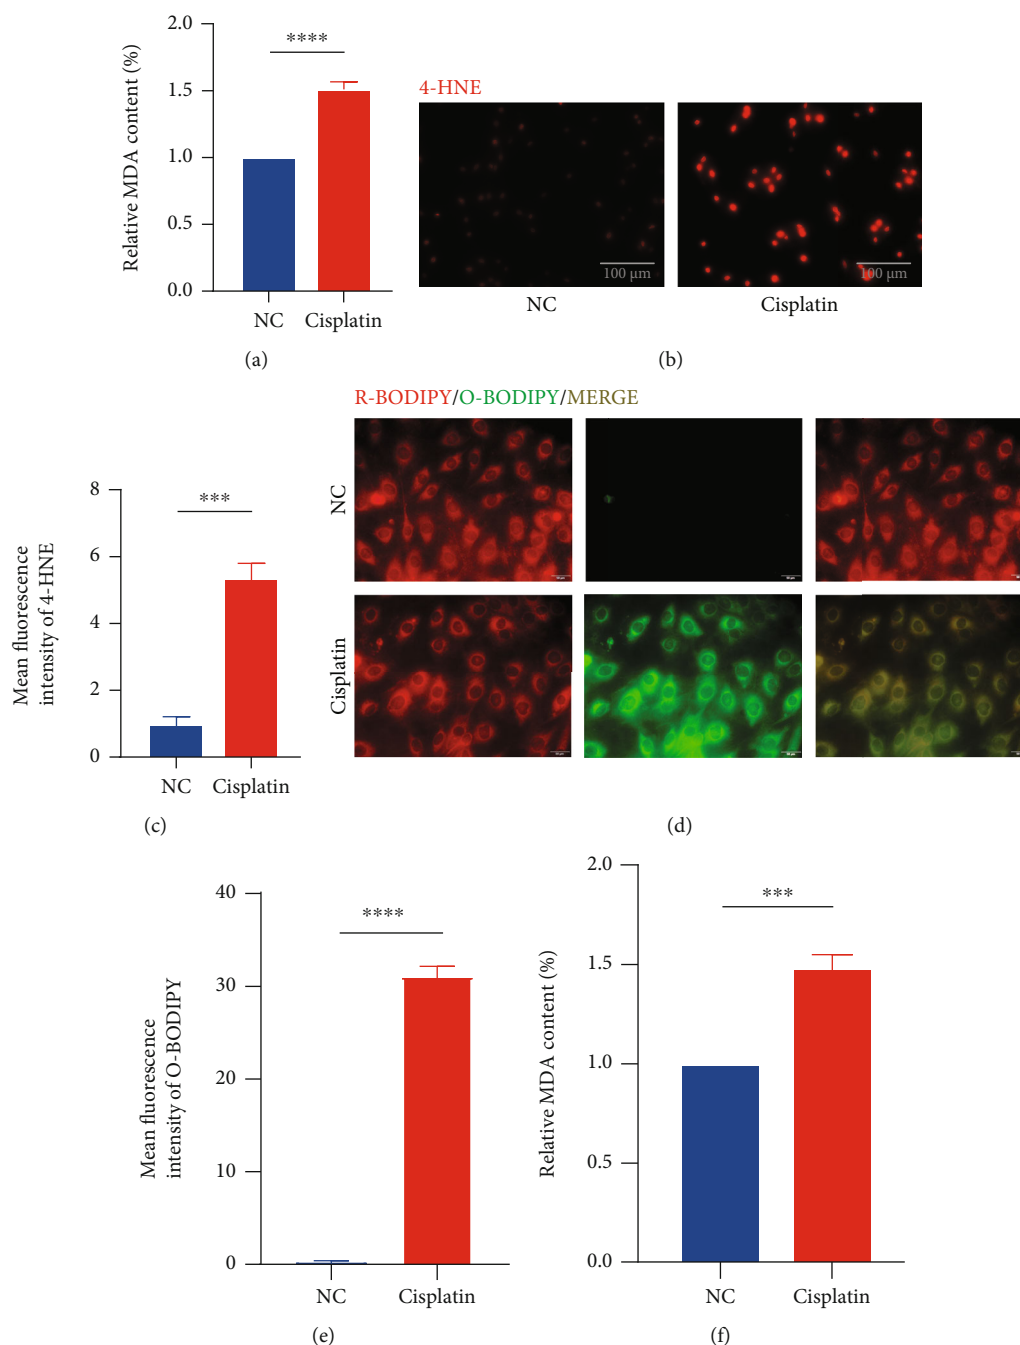 Relative MDA content (%)
2.0
1.5
1.0
0.5
0.0
****
NC
Cisplatin
(a)
4-HNE
100 μm
100 μm
NC
Cisplatin
(b)
Mean fluorescence
intensity of 4-HNE
8
6
4
2
0
***
NC
Cisplatin
(c)
R-BODIPY/O-BODIPY/MERGE
NC
Cisplatin
(d)
Mean fluorescence
intensity of O-BODIPY
40
30
20
10
0
****
NC
Cisplatin
(e)
Relative MDA content (%)
2.0
1.5
1.0
0.5
0.0
***
NC
Cisplatin
(f)